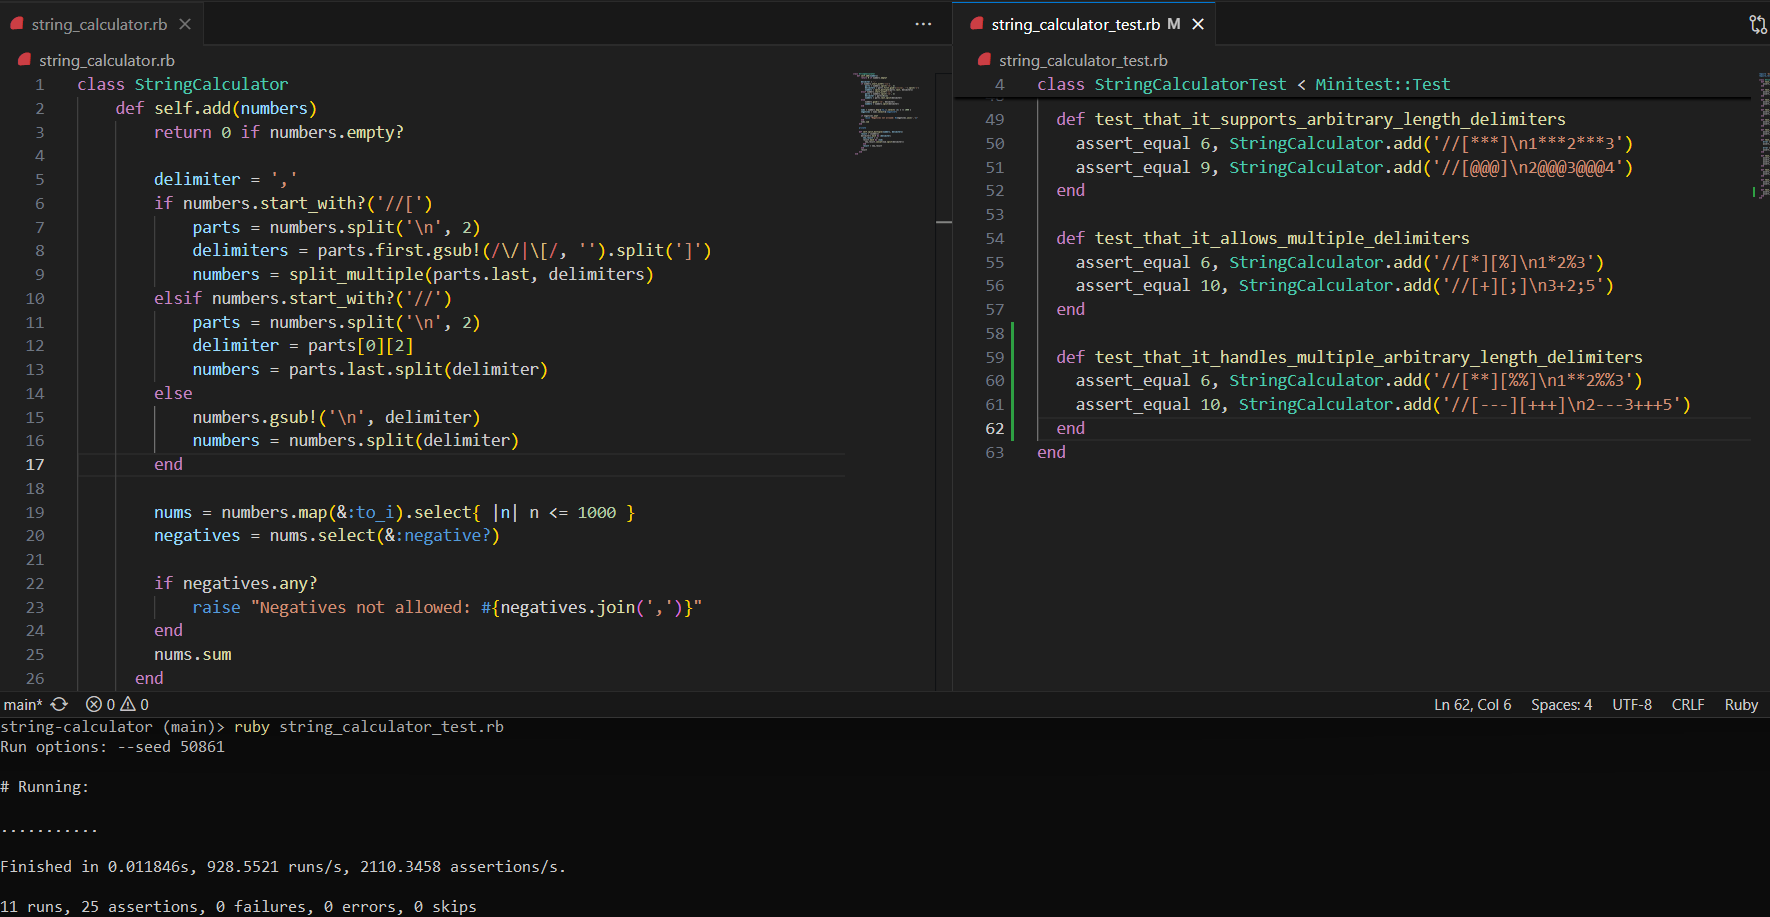 string_calculator.rb
string_calculator.rb
1 class StringCalculator
2 def self.add(numbers)
3 return 0 if numbers.empty?
4
5 delimiter = ','
6 if numbers.start_with?('//[')
7 parts = numbers.split('\n', 2)
8 delimiters = parts.first.gsub!(/\/|\[/, '').split(']')
9 numbers = split_multiple(parts.last, delimiters)
10 elsif numbers.start_with?('//')
11 parts = numbers.split('\n', 2)
12 delimiter = parts[0][2]
13 numbers = parts.last.split(delimiter)
14 else
15 numbers.gsub!('\n', delimiter)
16 numbers = numbers.split(delimiter)
17 end
18
19 nums = numbers.map(&:to_i).select{ |n| n <= 1000 }
20 negatives = nums.select(&:negative?)
21
22 if negatives.any?
23 raise "Negatives not allowed: #{negatives.join(',')}"
24 end
25 nums.sum
26 end
string_calculator_test.rb M
string_calculator_test.rb
4 class StringCalculatorTest < Minitest::Test
49 def test_that_it_supports_arbitrary_length_delimiters
50 assert_equal 6, StringCalculator.add('//[***]\n1***2***3')
51 assert_equal 9, StringCalculator.add('//[@@@]\n2@@@3@@@4')
52 end
53
54 def test_that_it_allows_multiple_delimiters
55 assert_equal 6, StringCalculator.add('//[*][%]\n1*2%3')
56 assert_equal 10, StringCalculator.add('//[+][;]\n3+2;5')
57 end
58
59 def test_that_it_handles_multiple_arbitrary_length_delimiters
60 assert_equal 6, StringCalculator.add('//[**][%%]\n1**2%%3')
61 assert_equal 10, StringCalculator.add('//[---][+++]\n2---3+++5')
62 end
63 end
main* 0 0 Ln 62, Col 6 Spaces: 4 UTF-8 CRLF Ruby
string-calculator (main)> ruby string_calculator_test.rb
Run options: --seed 50861
# Running:
...........
Finished in 0.011846s, 928.5521 runs/s, 2110.3458 assertions/s.
11 runs, 25 assertions, 0 failures, 0 errors, 0 skips